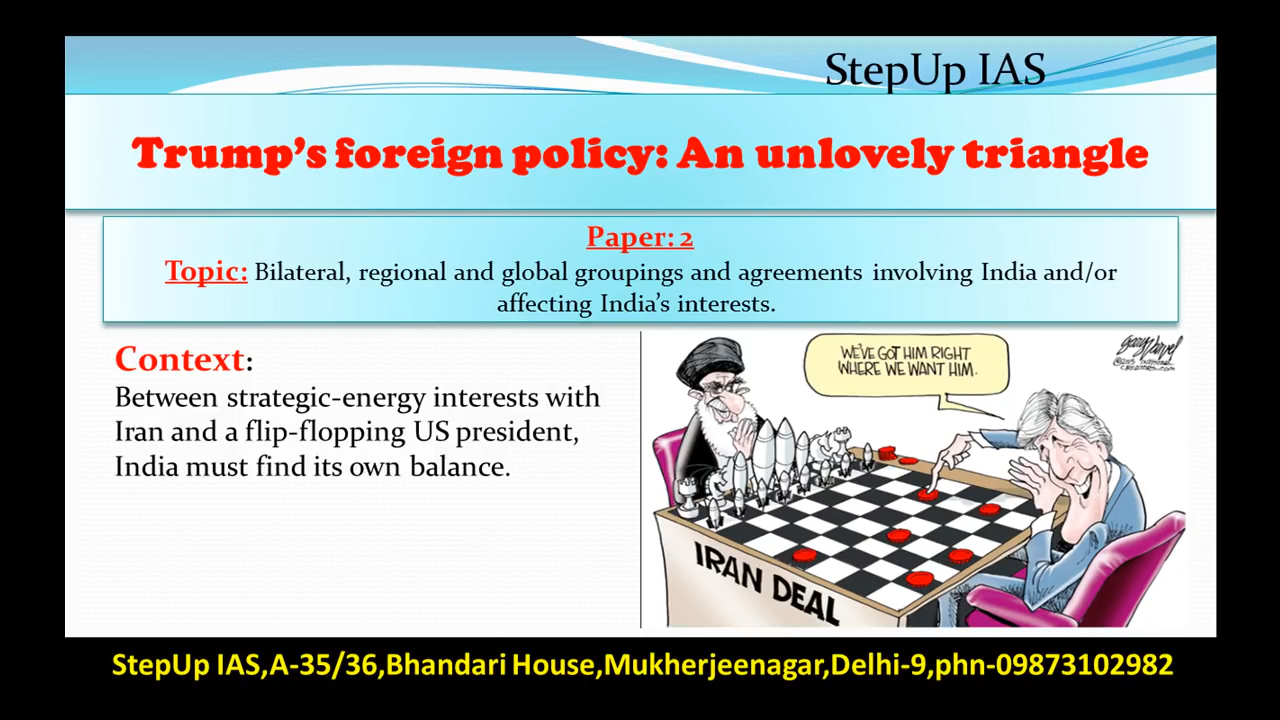 StepUp IAS
Trump's foreign policy: An unlovely triangle
Paper: 2
Topic: Bilateral, regional and global groupings and agreements involving India and/or
affecting India's interests.
Context:
Between strategic-energy interests with
Iran and a flip-flopping US president,
India must find its own balance.
WE'VE GOT HIM RIGHT
WHERE WE WANT HIM.
IRAN DEAL
StepUp IAS,A-35/36,Bhandari House,Mukherjeenagar,Delhi-9,phn-09873102982